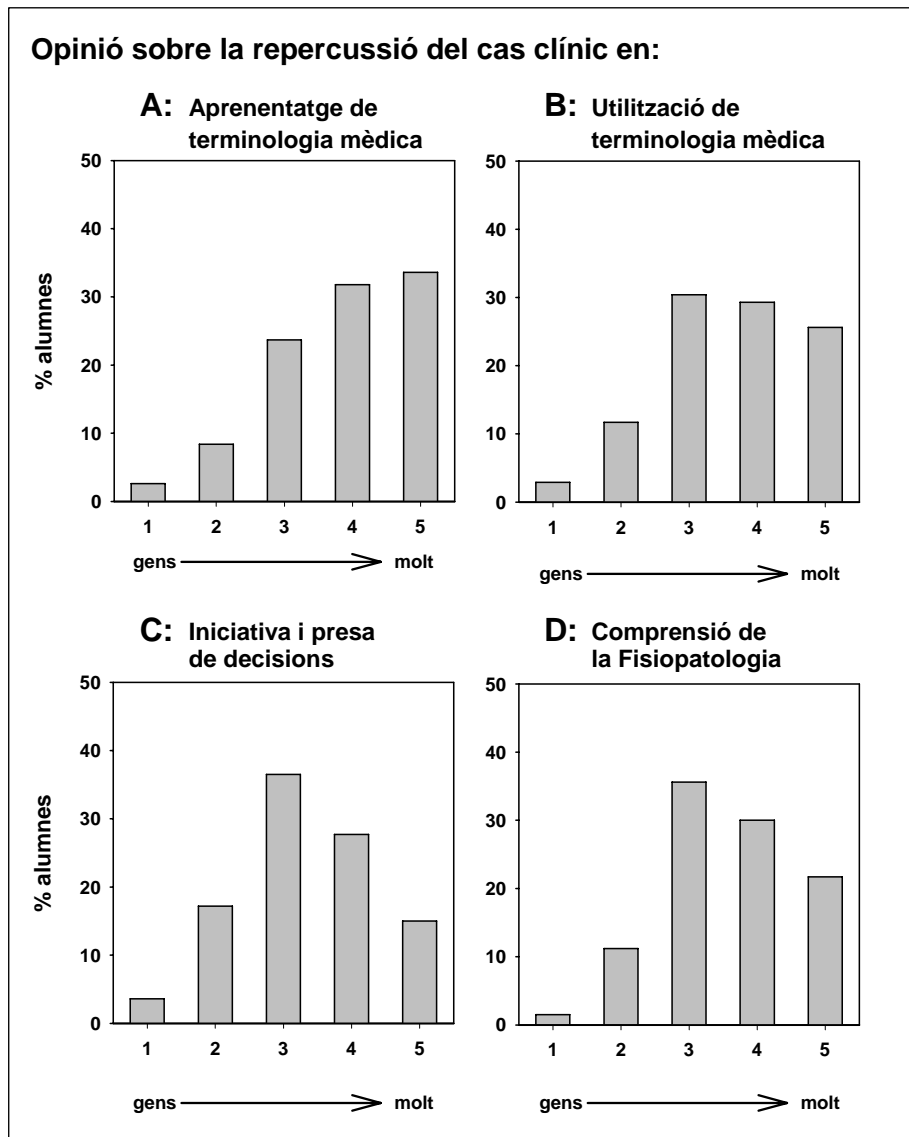 Opinió sobre la repercussió del cas clínic en:
A: Aprenentatge de
terminologia mèdica
50
40
30
20
10
0
% alumnes
1 2 3 4 5
gens molt
B: Utilització de
terminologia mèdica
50
40
30
20
10
0
1 2 3 4 5
gens molt
C: Iniciativa i presa
de decisions
50
40
30
20
10
0
% alumnes
1 2 3 4 5
gens molt
D: Comprensió de
la Fisiopatologia
50
40
30
20
10
0
1 2 3 4 5
gens molt